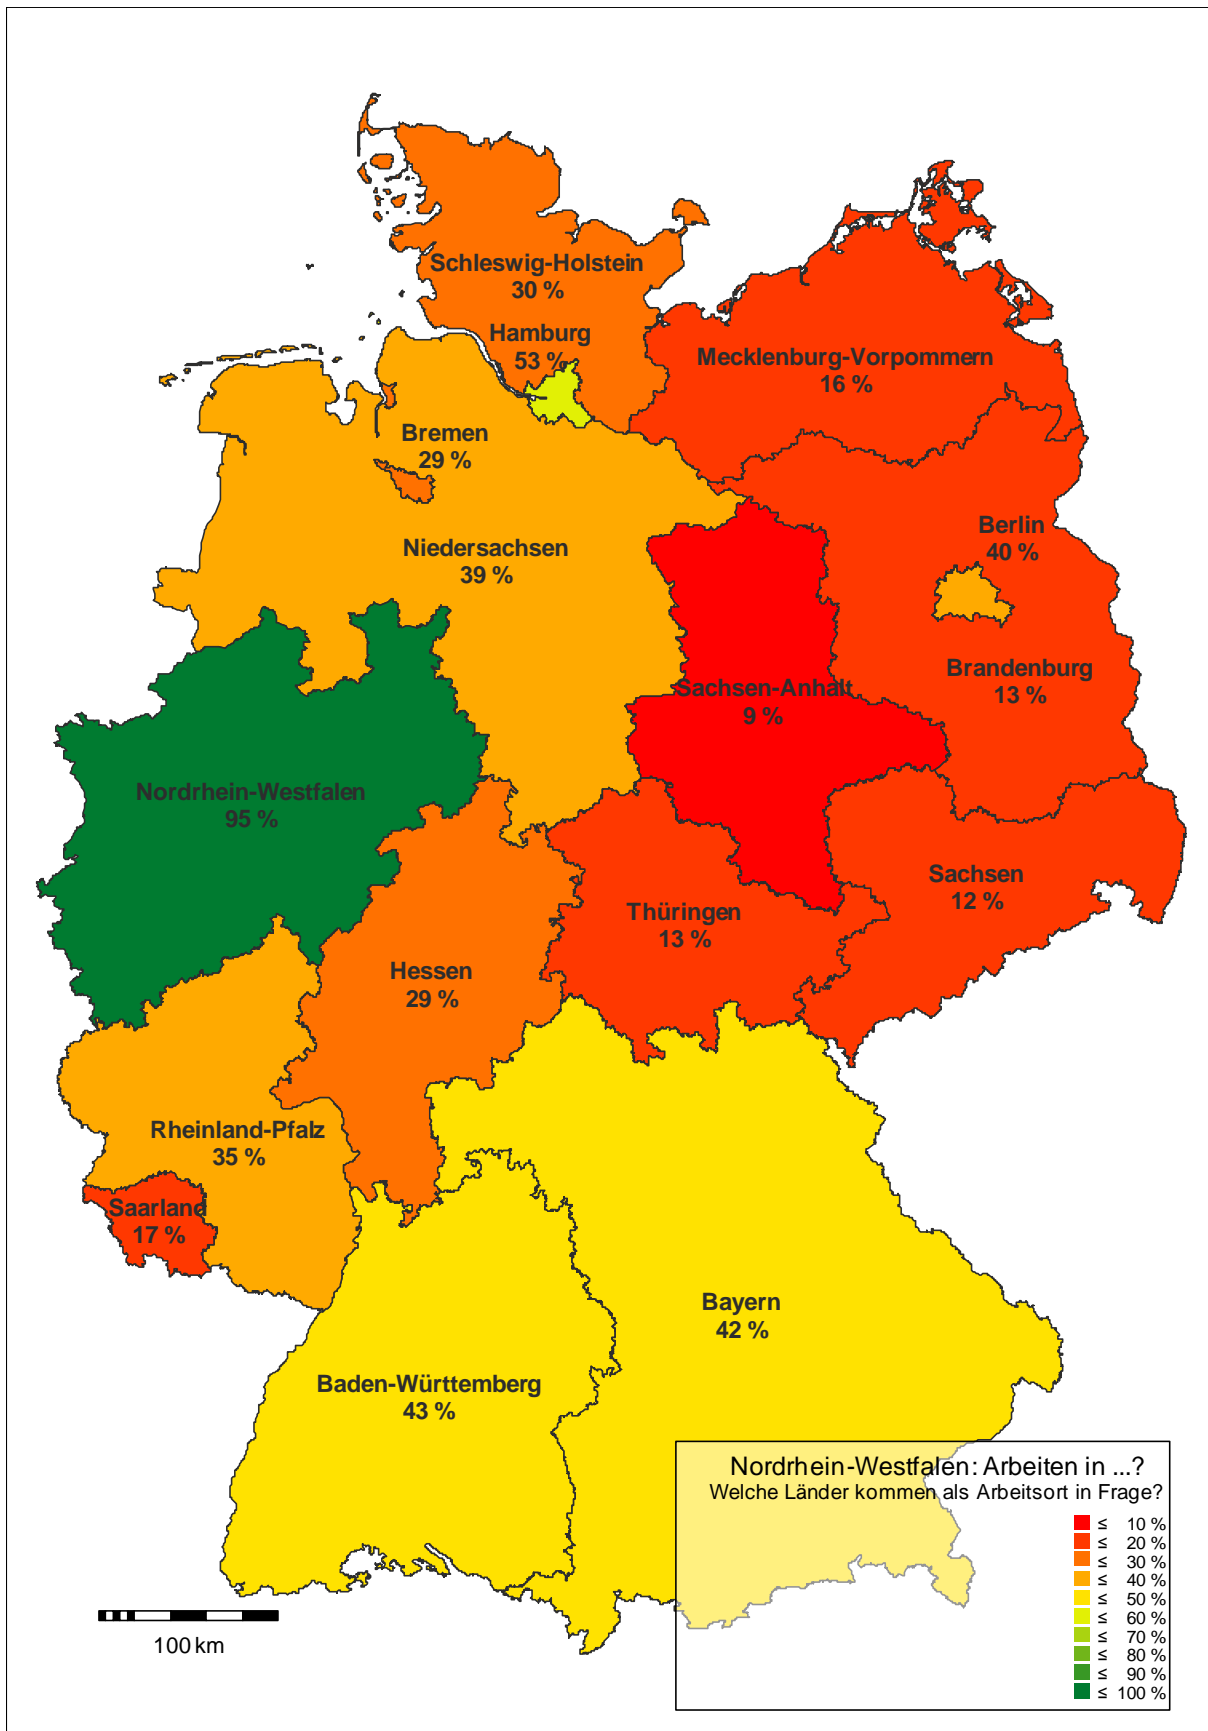 Schleswig-Holstein
30 %
Hamburg
53 %
Mecklenburg-Vorpommern
16 %
Bremen
29 %
Berlin
40 %
Niedersachsen
39 %
Brandenburg
13 %
Sachsen-Anhalt
9 %
Nordrhein-Westfalen
95 %
Sachsen
12 %
Thüringen
13 %
Hessen
29 %
Rheinland-Pfalz
35 %
Saarland
17 %
Bayern
42 %
Baden-Württemberg
43 %
Nordrhein-Westfalen: Arbeiten in ...?
Welche Länder kommen als Arbeitsort in Frage?
≤ 10 %
≤ 20 %
≤ 30 %
≤ 40 %
≤ 50 %
≤ 60 %
≤ 70 %
≤ 80 %
≤ 90 %
≤ 100 %
100 km